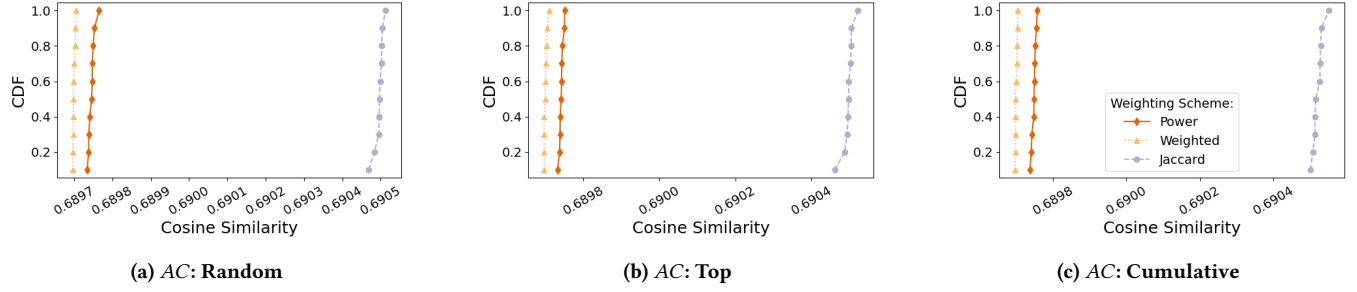 1.0
0.8
0.6
0.4
0.2
CDF
0.6897
0.6898
0.6899
0.6900
0.6901
0.6902
0.6903
0.6904
0.6905
Cosine Similarity
(a) AC: Random
1.0
0.8
0.6
0.4
0.2
CDF
0.6898
0.6900
0.6902
0.6904
Cosine Similarity
(b) AC: Top
1.0
0.8
0.6
0.4
0.2
CDF
Weighting Scheme:
Power
Weighted
Jaccard
0.6898
0.6900
0.6902
0.6904
Cosine Similarity
(c) AC: Cumulative